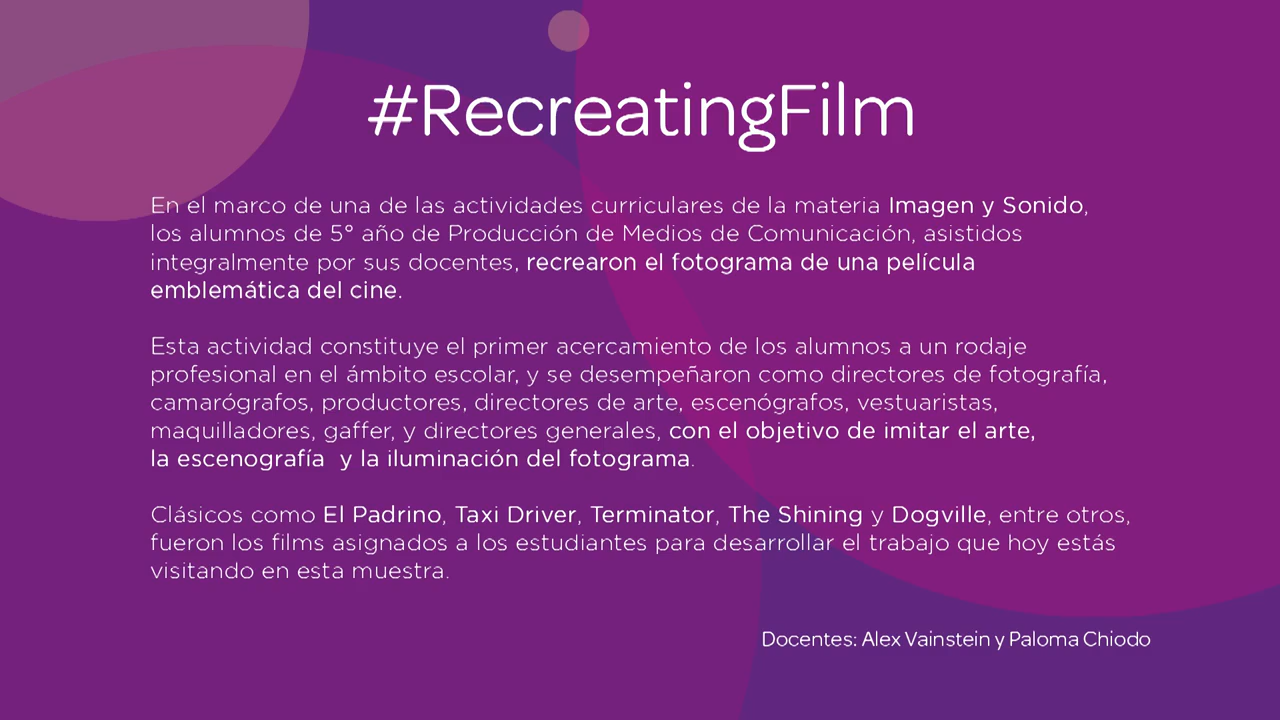 #RecreatingFilm
En el marco de una de las actividades curriculares de la materia Imagen y Sonido,
los alumnos de 5° año de Producción de Medios de Comunicación, asistidos
integralmente por sus docentes, recrearon el fotograma de una película
emblemática del cine.
Esta actividad constituye el primer acercamiento de los alumnos a un rodaje
profesional en el ámbito escolar, y se desempeñaron como directores de fotografía,
camarógrafos, productores, directores de arte, escenógrafos, vestuaristas,
maquilladores, gaffer, y directores generales, con el objetivo de imitar el arte,
la escenografía  y la iluminación del fotograma.
Clásicos como El Padrino, Taxi Driver, Terminator, The Shining y Dogville, entre otros,
fueron los films asignados a los estudiantes para desarrollar el trabajo que hoy estás
visitando en esta muestra.
Docentes: Alex Vainstein y Paloma Chiodo